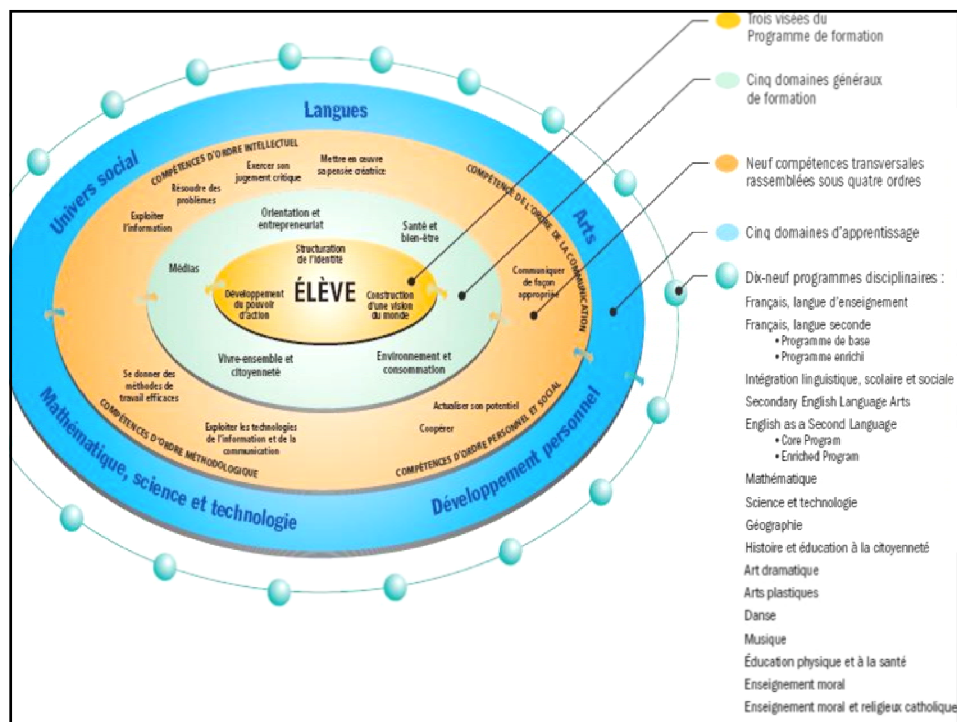 Trois visées du
Programme de formation
Cinq domaines généraux
de formation
Neuf compétences transversales
rassemblées sous quatre ordres
Cinq domaines d'apprentissage
Dix-neuf programmes disciplinaires :
Français, langue d'enseignement
Français, langue seconde
• Programme de base
• Programme enrichi
Intégration linguistique, scolaire et sociale
Secondary English Language Arts
English as a Second Language
• Core Program
• Enriched Program
Mathématique
Science et technologie
Géographie
Histoire et éducation à la citoyenneté
Art dramatique
Arts plastiques
Danse
Musique
Éducation physique et à la santé
Enseignement moral
Enseignement moral et religieux catholique
Langues
Univers social
Arts
Mathématique, science et technologie
Développement personnel
COMPÉTENCES D'ORDRE INTELLECTUEL
Exploiter
l'information
Résoudre des
problèmes
Exercer son
jugement critique
Mettre en œuvre
sa pensée créatrice
COMPÉTENCE DE L'ORDRE DE LA COMMUNICATION
Communiquer
de façon
appropriée
COMPÉTENCES D'ORDRE PERSONNEL ET SOCIAL
Actualiser son potentiel
Coopérer
COMPÉTENCES D'ORDRE MÉTHODOLOGIQUE
Se donner des
méthodes de
travail efficaces
Exploiter les technologies
de l'information et de la
communication
Orientation et
entrepreneuriat
Santé et
bien-être
Médias
Vivre-ensemble et
citoyenneté
Environnement et
consommation
Structuration
de l'identité
ÉLÈVE
Développement
du pouvoir
d'action
Construction
d'une vision
du monde